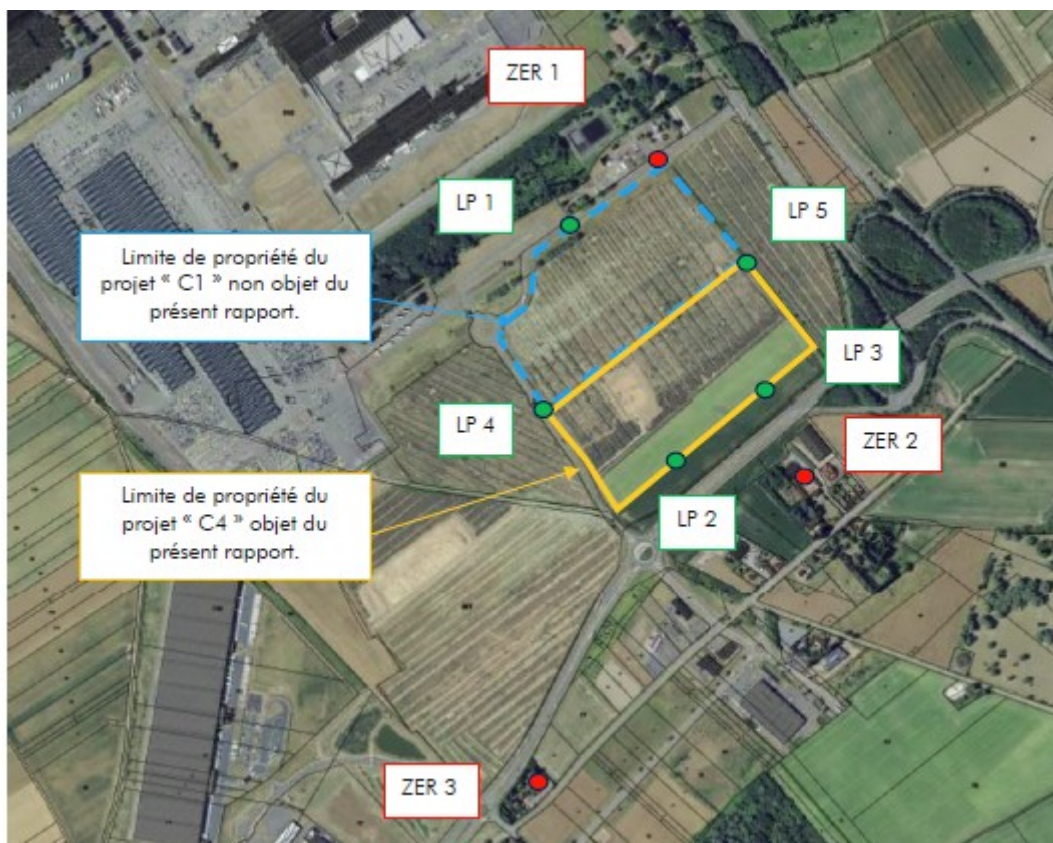 ZER 1
LP 1
LP 5
Limite de propriété du
projet " C1 " non objet du
présent rapport.
LP 3
LP 4
ZER 2
Limite de propriété du
projet " C4 " objet du
présent rapport.
LP 2
ZER 3